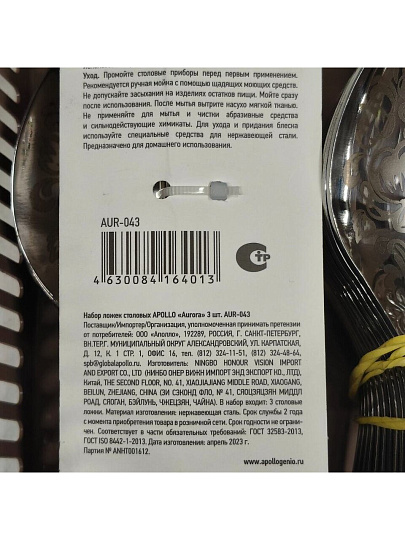 Уход. Промойте столовые приборы перед первым применением.
Рекомендуется ручная мойка с помощью щадящих моющих средств.
Не допускайте засыхания на изделиях остатков пищи. Мойте сразу
после использования. После мытья вытрите насухо мягкой тканью.
Не применяйте для мытья и чистки абразивные средства
и сильнодействующие химикаты. Для ухода и придания блеска
используйте специальные средства для нержавеющей стали.
Предназначено для домашнего использования.
AUR-043
4 630084 164013
Набор ложек столовых APOLLO «Aurora» 3 шт. AUR-043
Поставщик/Импортер/Организация, уполномоченная принимать претензии
от потребителя: ООО «Аполло», 192289, РОССИЯ, Г. САНКТ-ПЕТЕРБУРГ,
ВН.ТЕР.Г. МУНИЦИПАЛЬНЫЙ ОКРУГ АЛЕКСАНДРОВСКИЙ, УЛ. КАРПАТСКАЯ,
Д. 12, К. 1 СТР. 1, ОФИС 16, тел. (812) 324-11-51, (812) 324-48-64,
spb@globalapollo.ru. Изготовитель: NINGBO HONOUR VISION IMPORT
AND EXPORT CO., LTD (НИНБО ОНЕР ВИЖН ИМПОРТ ЭНД ЭКСПОРТ КО., ЛТД),
Китай, THE SECOND FLOOR, NO. 41, XIAOJIAJIANG MIDDLE ROAD, XIAOGANG,
BEILUN, ZHEJIANG, CHINA (ЗИ СЭКОНД ФЛО, № 41, СЯОЦЗЯЦЗЯН МИДДЛ
РОАД, СЯОГАН, БЭЙЛУНЬ, ЧЖЕЦЗЯН, ЧАЙНА). В набор входит: 3 столовые
ложки. Материал изготовления: нержавеющая сталь. Срок службы 2 года
с момента приобретения товара в розничной сети. Срок годности не ограни-
чен. Соответствует в части обязательных требований: ГОСТ 32583-2013,
ГОСТ ISO 8442-1-2013. Дата изготовления: апрель 2023 г.
Партия № ANHT001612.
www.apollogenio.ru